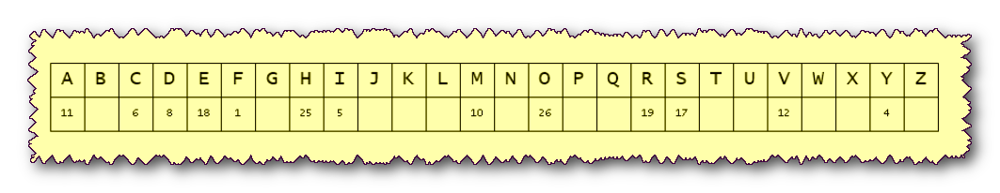 A B C D E F G H I J K L M N O P Q R S T U V W X Y Z
11 6 8 18 1 25 5 10 26 19 17 12 4